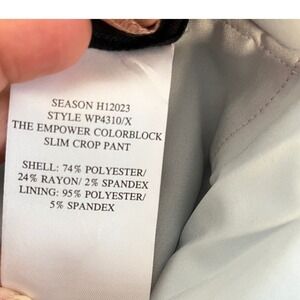 SEASON H12023
STYLE WP4310/X
THE EMPOWER COLORBLOCK
SLIM CROP PANT
SHELL: 74% POLYESTER/
24% RAYON/ 2% SPANDEX
LINING: 95% POLYESTER/
5% SPANDEX